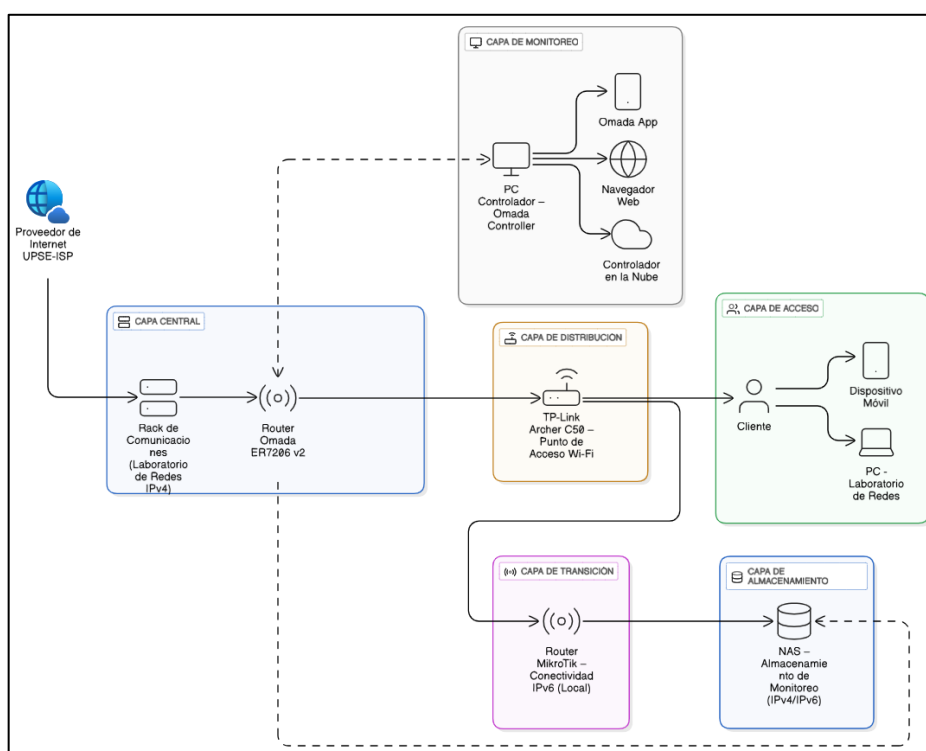 CAPA DE MONITOREO
Omada App
PC
Controlador –
Omada
Controller
Navegador
Web
Controlador
en la Nube
Proveedor de
Internet
UPSE-ISP
CAPA CENTRAL
Rack de
Comunicacio
nes
(Laboratorio
de Redes
IPv4)
Router
Omada
ER7206 v2
CAPA DE DISTRIBUCION
TP-Link
Archer C50 –
Punto de
Acceso Wi-Fi
CAPA DE ACCESO
Cliente
Dispositivo
Móvil
PC -
Laboratorio
de Redes
CAPA DE TRANSICIÓN
Router
MikroTik –
Conectividad
IPv6 (Local)
CAPA DE
ALMACENAMIENTO
NAS –
Almacenamie
nto de
Monitoreo
(IPv4/IPv6)